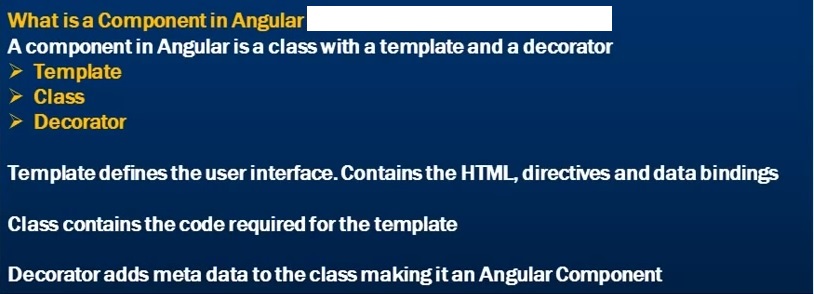 What is a Component in Angular
A component in Angular is a class with a template and a decorator
➢ Template
➢ Class
➢ Decorator
Template defines the user interface. Contains the HTML, directives and data bindings
Class contains the code required for the template
Decorator adds meta data to the class making it an Angular Component